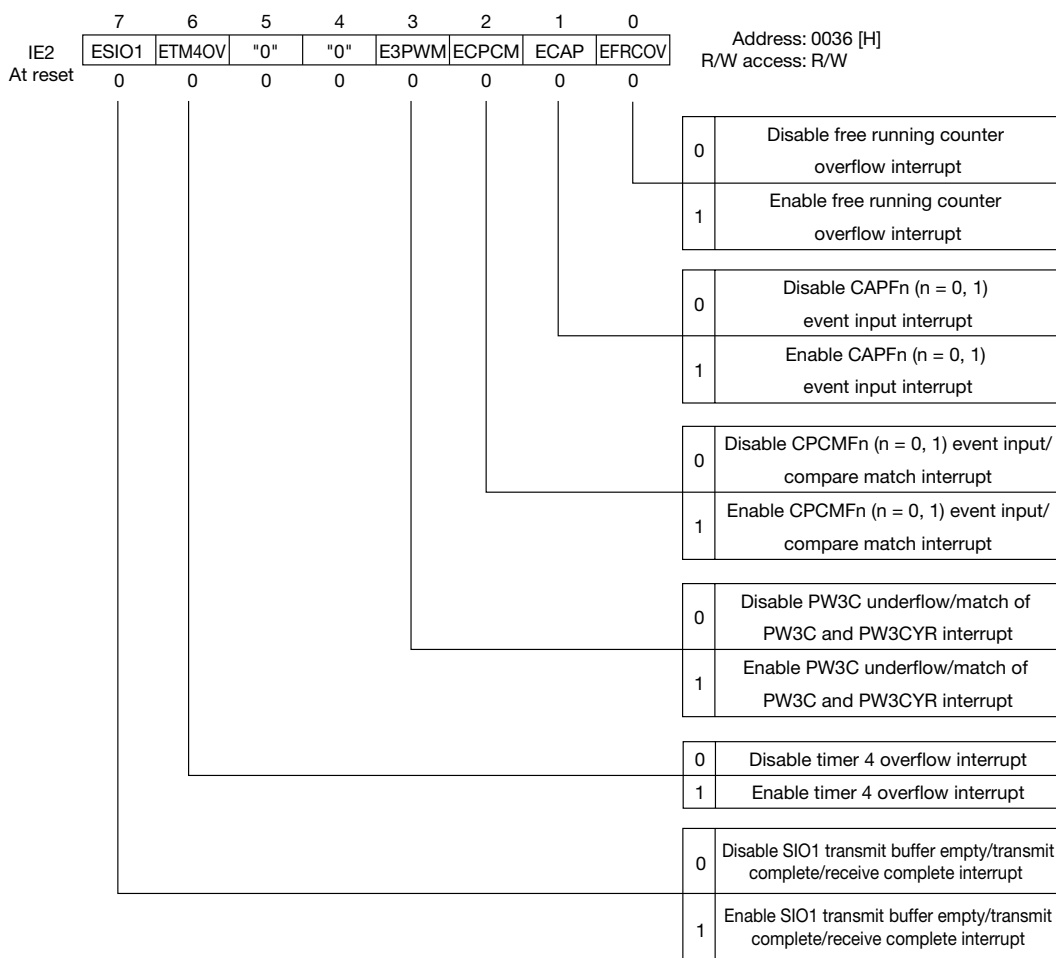 7 6 5 4 3 2 1 0
IE2 ESIO1 ETM4OV "0" "0" E3PWM ECPCM ECAP EFRCOV
At reset 0 0 0 0 0 0 0 0
Address: 0036 [H]
R/W access: R/W
0 Disable free running counter
overflow interrupt
1 Enable free running counter
overflow interrupt
0 Disable CAPFn (n = 0, 1)
event input interrupt
1 Enable CAPFn (n = 0, 1)
event input interrupt
0 Disable CPCMFn (n = 0, 1) event input/
compare match interrupt
1 Enable CPCMFn (n = 0, 1) event input/
compare match interrupt
0 Disable PW3C underflow/match of
PW3C and PW3CYR interrupt
1 Enable PW3C underflow/match of
PW3C and PW3CYR interrupt
0 Disable timer 4 overflow interrupt
1 Enable timer 4 overflow interrupt
0 Disable SIO1 transmit buffer empty/transmit
complete/receive complete interrupt
1 Enable SIO1 transmit buffer empty/transmit
complete/receive complete interrupt